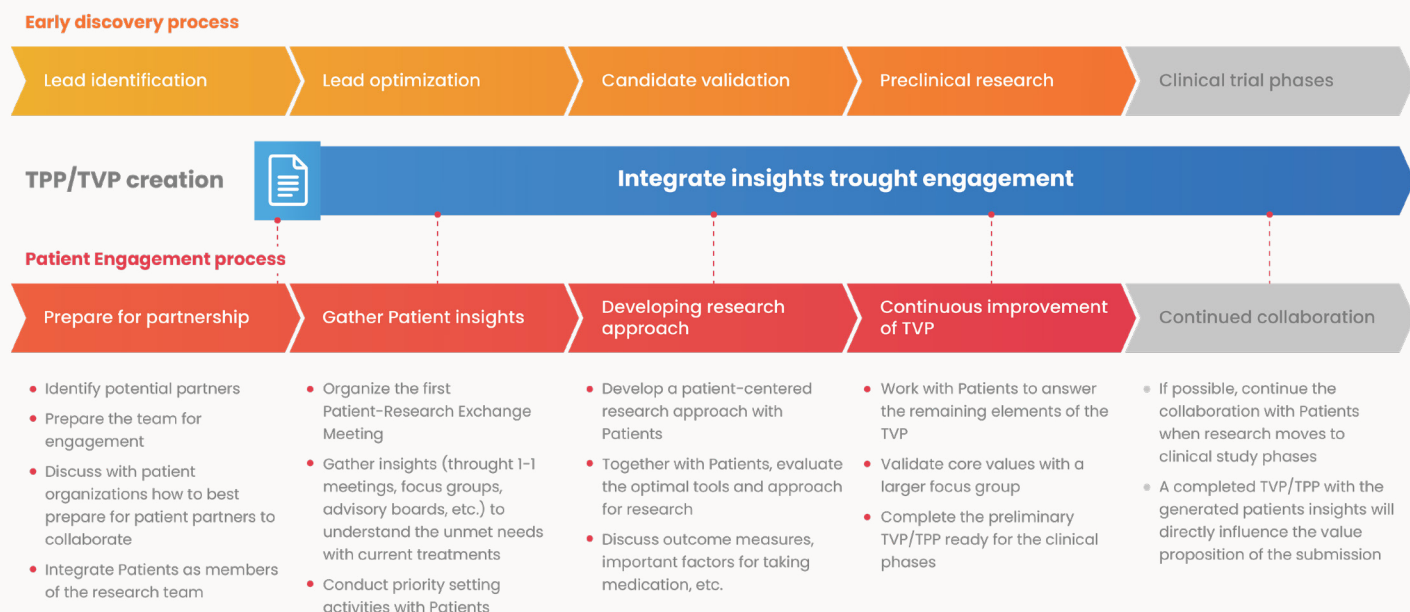 Early discovery process
Lead identification
Lead optimization
Candidate validation
Preclinical research
Clinical trial phases
TPP/TVP creation
Integrate insights trought engagement
Patient Engagement process
Prepare for partnership
Gather Patient insights
Developing research
approach
Continuous improvement
of TVP
Continued collaboration
• Identify potential partners
• Prepare the team for
engagement
• Discuss with patient
organizations how to best
prepare for patient partners to
collaborate
• Integrate Patients as members
of the research team
• Organize the first
Patient-Research Exchange
Meeting
• Gather insights (throught 1-1
meetings, focus groups,
advisory boards, etc.) to
understand the unmet needs
with current treatments
• Conduct priority setting
activities with Patients
• Develop a patient-centered
research approach with
Patients
• Together with Patients, evaluate
the optimal tools and approach
for research
• Discuss outcome measures,
important factors for taking
medication, etc.
• Work with Patients to answer
the remaining elements of the
TVP
• Validate core values with a
larger focus group
• Complete the preliminary
TVP/TPP ready for the clinical
phases
• If possible, continue the
collaboration with Patients
when research moves to
clinical study phases
• A completed TVP/TPP with the
generated patients insights will
directly influence the value
proposition of the submission